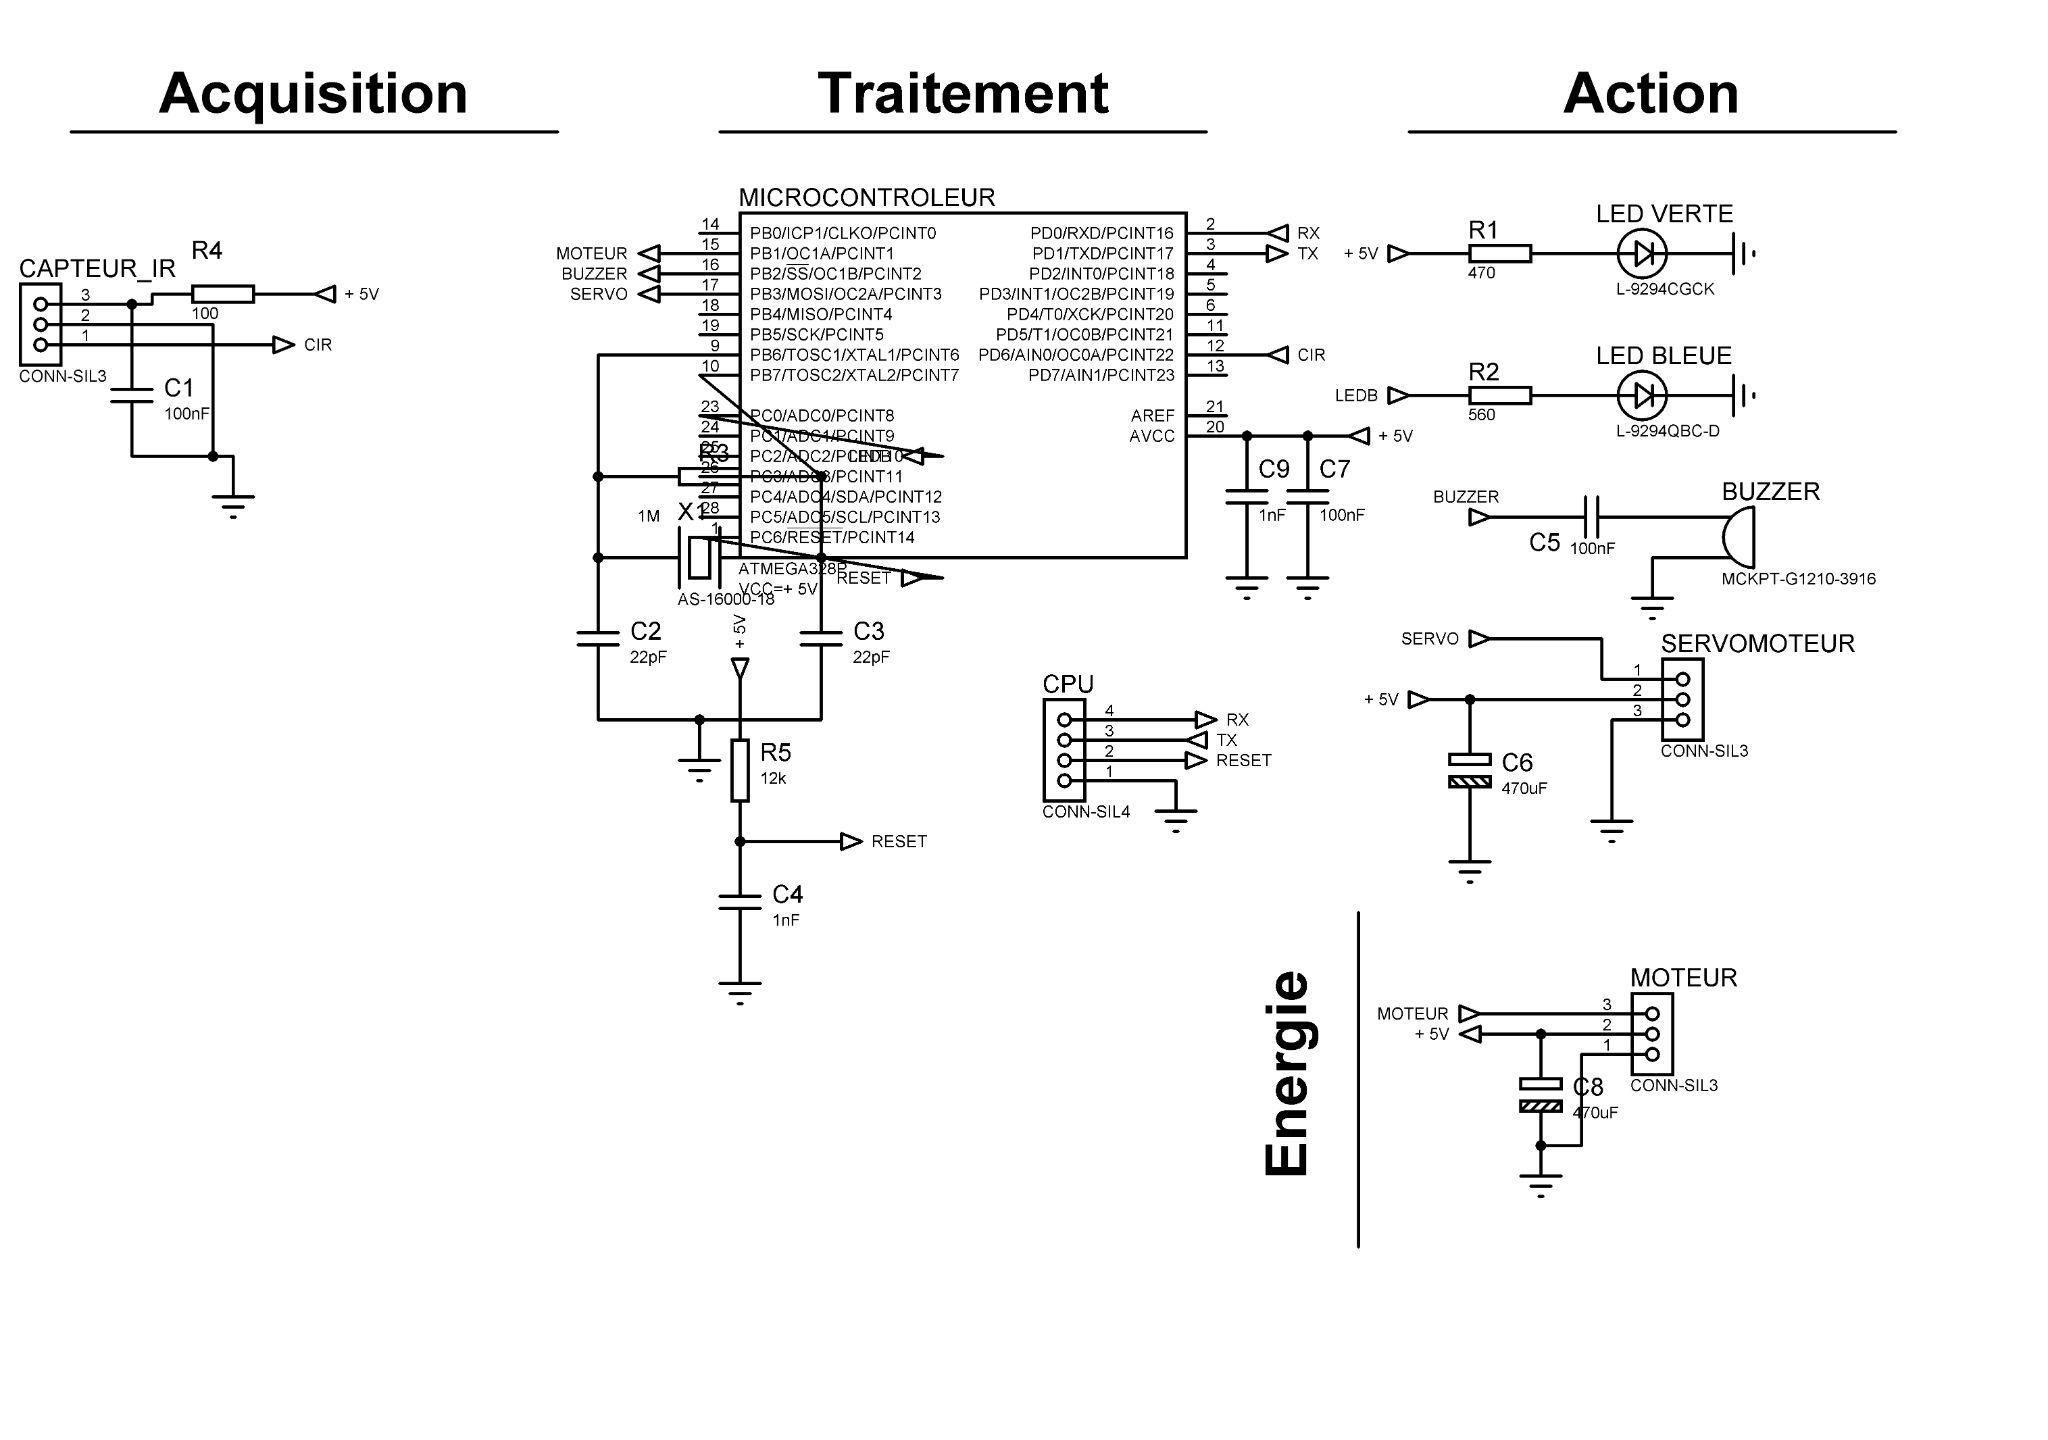 Acquisition
Traitement
Action
CAPTEUR_IR
3
2
1
CONN-SIL3
R4
100
+ 5V
CIR
C1
100nF
MICROCONTROLEUR
14 PB0/ICP1/CLKO/PCINT0
MOTEUR 15 PB1/OC1A/PCINT1
BUZZER 16 PB2/SS/OC1B/PCINT2
SERVO 17 PB3/MOSI/OC2A/PCINT3
18 PB4/MISO/PCINT4
19 PB5/SCK/PCINT5
9 PB6/TOSC1/XTAL1/PCINT6
10 PB7/TOSC2/XTAL2/PCINT7
23 PC0/ADC0/PCINT8
24 PC1/ADC1/PCINT9
25 PC2/ADC2/PCINT10
26 PC3/ADC3/PCINT11
27 PC4/ADC4/SDA/PCINT12
28 PC5/ADC5/SCL/PCINT13
1 PC6/RESET/PCINT14
PD0/RXD/PCINT16 2 RX
PD1/TXD/PCINT17 3 TX
PD2/INT0/PCINT18 4
PD3/INT1/OC2B/PCINT19 5
PD4/T0/XCK/PCINT20 6
PD5/T1/OC0B/PCINT21 11
PD6/AIN0/OC0A/PCINT22 12 CIR
PD7/AIN1/PCINT23 13
AREF 21
AVCC 20 + 5V
LEDB
R3
1M
X1
AS-16000-18
ATMEGA328P
VCC=+ 5V
RESET
C9
1nF
C7
100nF
C2
22pF
C3
22pF
+ 5V
R5
12k
RESET
C4
1nF
CPU
4 RX
3 TX
2 RESET
1
CONN-SIL4
LED VERTE
+ 5V
R1
470
L-9294CGCK
LED BLEUE
LEDB
R2
560
L-9294QBC-D
BUZZER
BUZZER
C5
100nF
MCKPT-G1210-3916
SERVO
SERVOMOTEUR
1
+ 5V 2
3
CONN-SIL3
C6
470uF
Energie
MOTEUR
MOTEUR 3
+ 5V 2
1
CONN-SIL3
C8
470uF